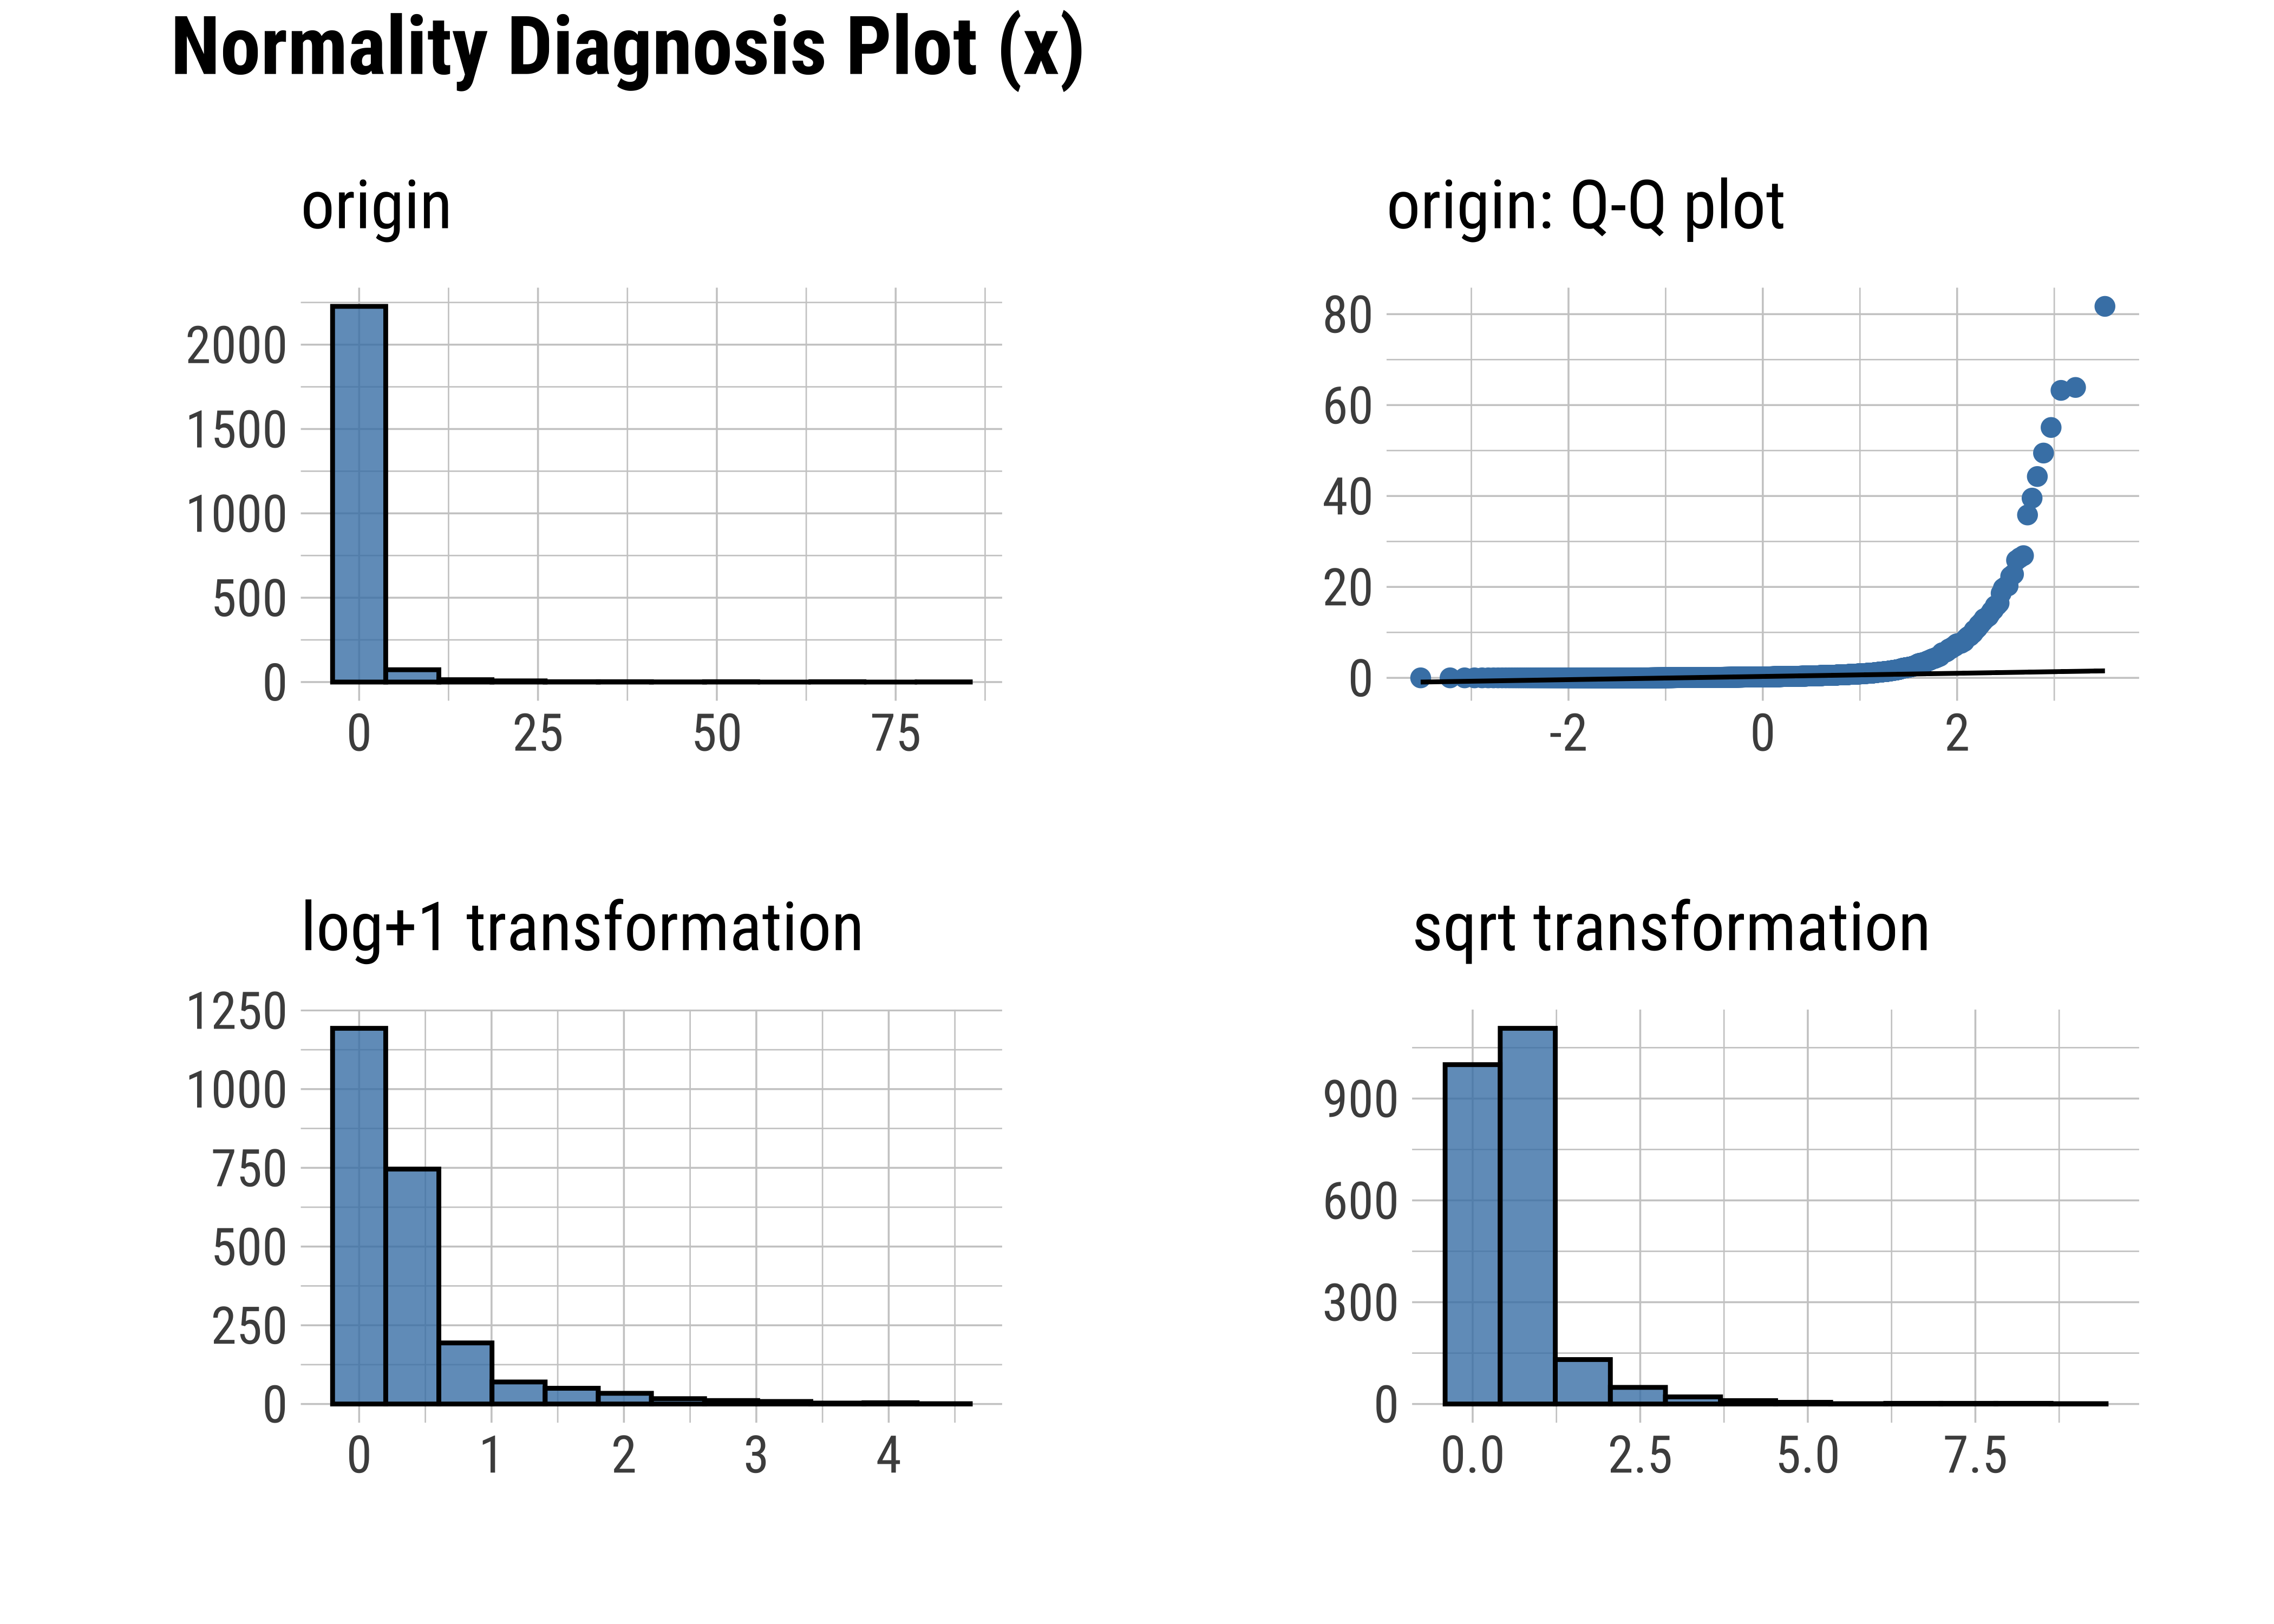 Normality Diagnosis Plot (x)
origin
2000
1500
1000
500
0
0 25 50 75
origin: Q-Q plot
80
60
40
20
0
-2 0 2
log+1 transformation
1250
1000
750
500
250
0
0 1 2 3 4
sqrt transformation
900
600
300
0
0.0 2.5 5.0 7.5